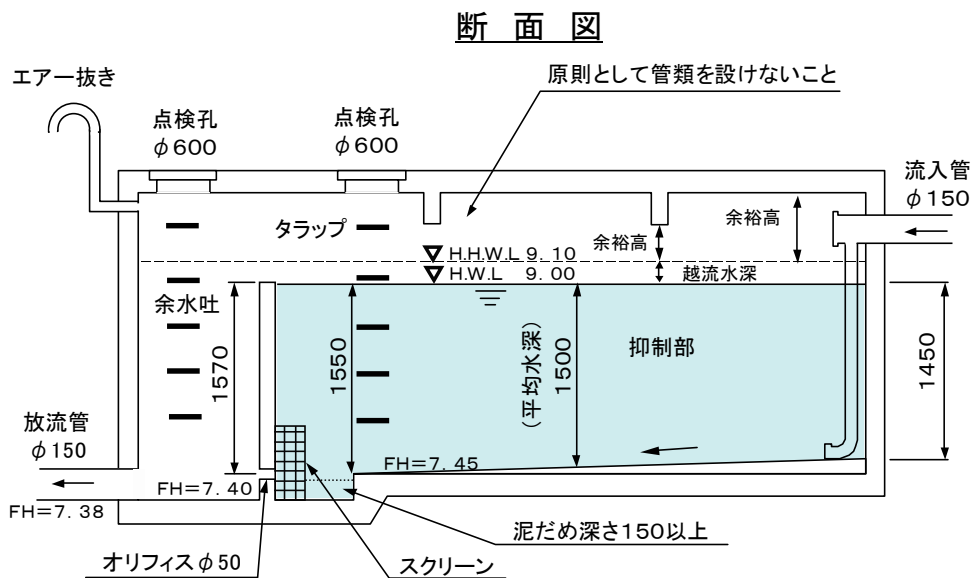 断 面 図
エアー抜き
原則として管類を設けないこと
点検孔
φ600
点検孔
φ600
流入管
φ150
タラップ
余裕高
余裕高
H.H.W.L 9.10
H.W.L 9.00
越流水深
余水吐
1570
1550
(平均水深)
1500
抑制部
1450
放流管
φ150
FH=7.45
FH=7.40
FH=7.38
泥だめ深さ150以上
オリフィスφ50
スクリーン